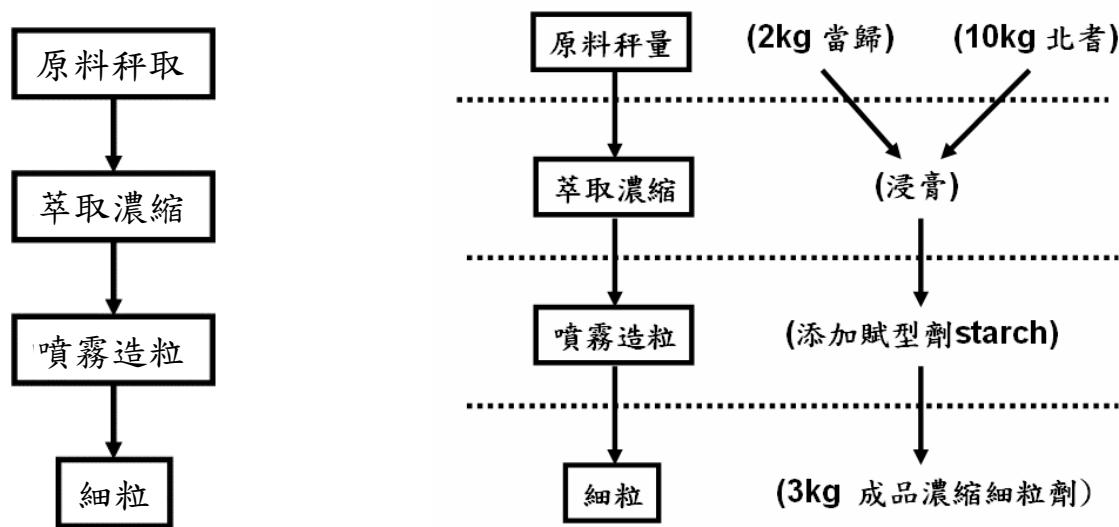 原料秤取
萃取濃縮
噴霧造粒
細粒
原料秤量
(2kg 當歸)
(10kg 北耆)
萃取濃縮
(浸膏)
噴霧造粒
(添加賦型劑starch)
細粒
(3kg 成品濃縮細粒劑)